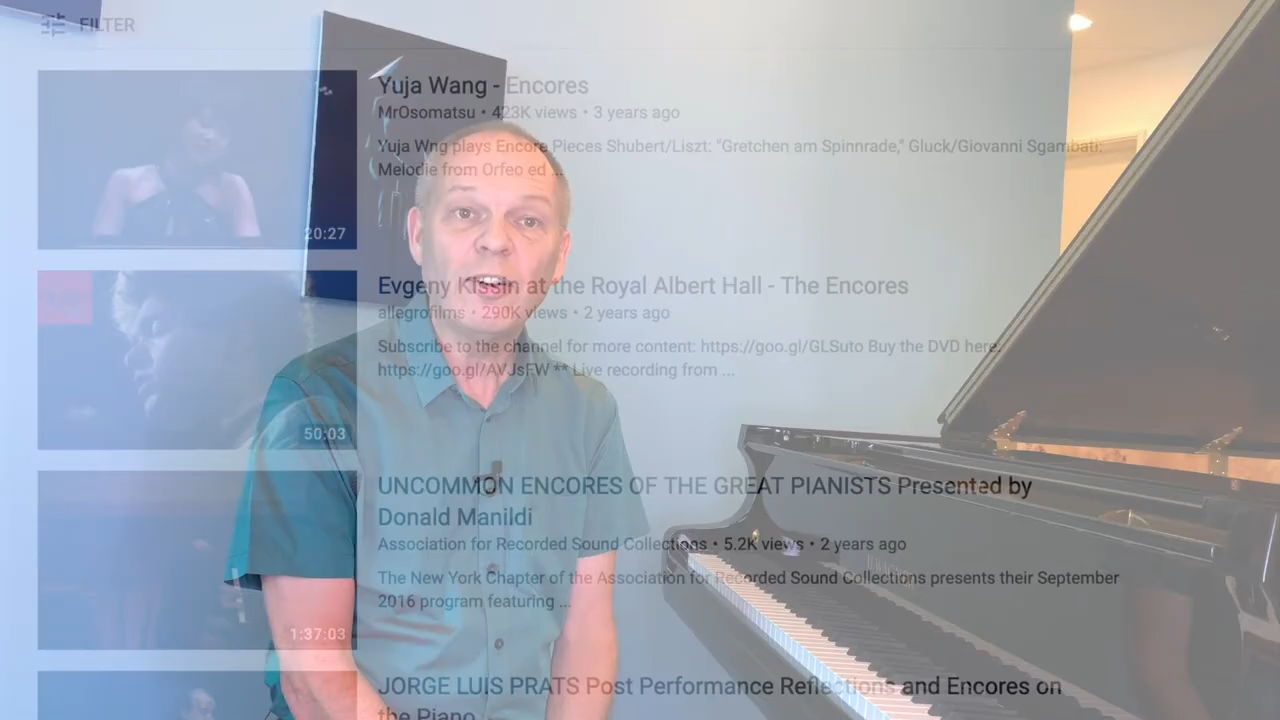 FILTER
Yuja Wang - Encores
MrOsomatsu • 423K views • 3 years ago
Yuja Wng plays Encore Pieces Shubert/Liszt: "Gretchen am Spinnrade," Gluck/Giovanni Sgambati:
Melodie from Orfeo ed ...
20:27
Evgeny Kissin at the Royal Albert Hall - The Encores
allegrofilms • 290K views • 2 years ago
Subscribe to the channel for more content: https://goo.gl/GLSuto Buy the DVD here:
https://goo.gl/AVJsFW ** Live recording from ...
50:03
UNCOMMON ENCORES OF THE GREAT PIANISTS Presented by
Donald Manildi
Association for Recorded Sound Collections • 5.2K views • 2 years ago
The New York Chapter of the Association for Recorded Sound Collections presents their September
2016 program featuring ...
1:37:03
JORGE LUIS PRATS Post Performance Reflections and Encores on
the Piano